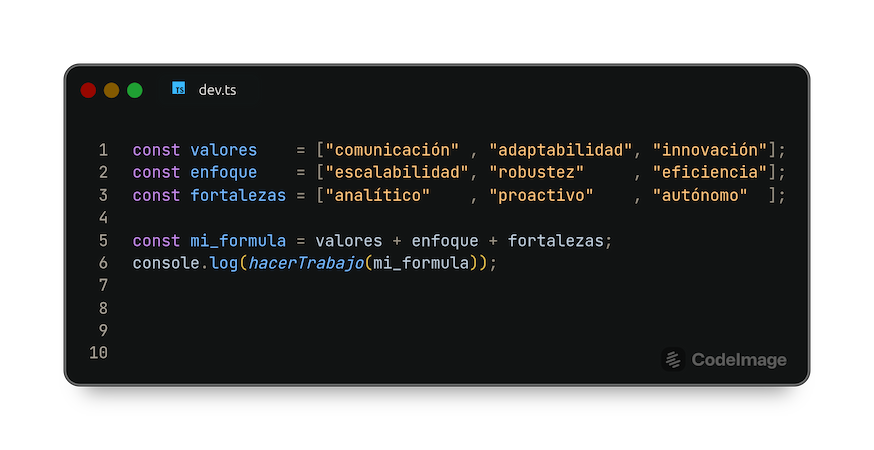 TS dev.ts
1 const valores    = ["comunicación" , "adaptabilidad", "innovación"];
2 const enfoque    = ["escalabilidad", "robustez"     , "eficiencia"];
3 const fortalezas = ["analítico"    , "proactivo"    , "autónomo"  ];
4
5 const mi_formula = valores + enfoque + fortalezas;
6 console.log(hacerTrabajo(mi_formula));
7
8
9
10
CodeImage